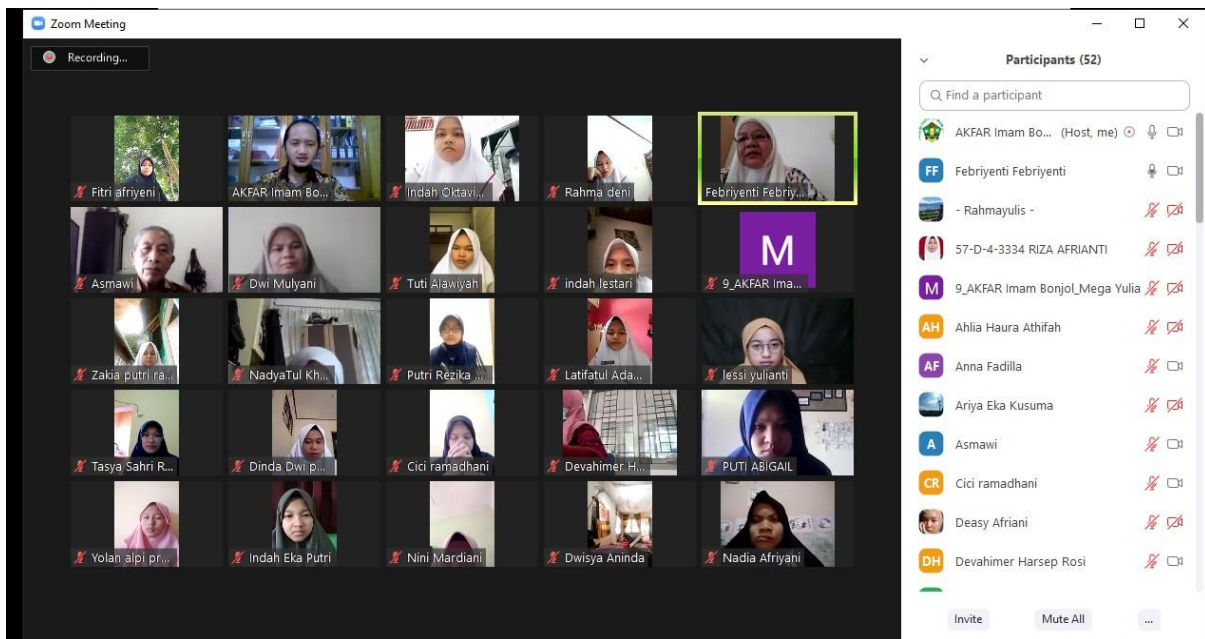 Zoom Meeting
Recording...
Fitri afriyeni
AKFAR Imam Bo...
Indah Oktavi...
Rahma deni
Febriyenti Febriy...
Asmawi
Dwi Mulyani
Tuti Alawiyah
indah lestari
M
9_AKFAR Ima...
Zakia putri ra...
NadyaTul Kh...
Putri Rezika ...
Latifatul Ada...
lessi yulianti
Tasya Sahri R...
Dinda Dwi p...
Cici ramadhani
Devahimer H...
PUTI ABIGAIL
Yolan alpi pr...
Indah Eka Putri
Nini Mardiani
Dwisya Aninda
Nadia Afriyani
Participants (52)
Find a participant
AKFAR Imam Bo... (Host, me)
FF Febriyenti Febriyenti
- Rahmayulis -
57-D-4-3334 RIZA AFRIANTI
M 9_AKFAR Imam Bonjol_Mega Yulia
AH Ahlia Haura Athifah
AF Anna Fadilla
Ariya Eka Kusuma
A Asmawi
CR Cici ramadhani
Deasy Afriani
DH Devahimer Harsep Rosi
Invite Mute All ...